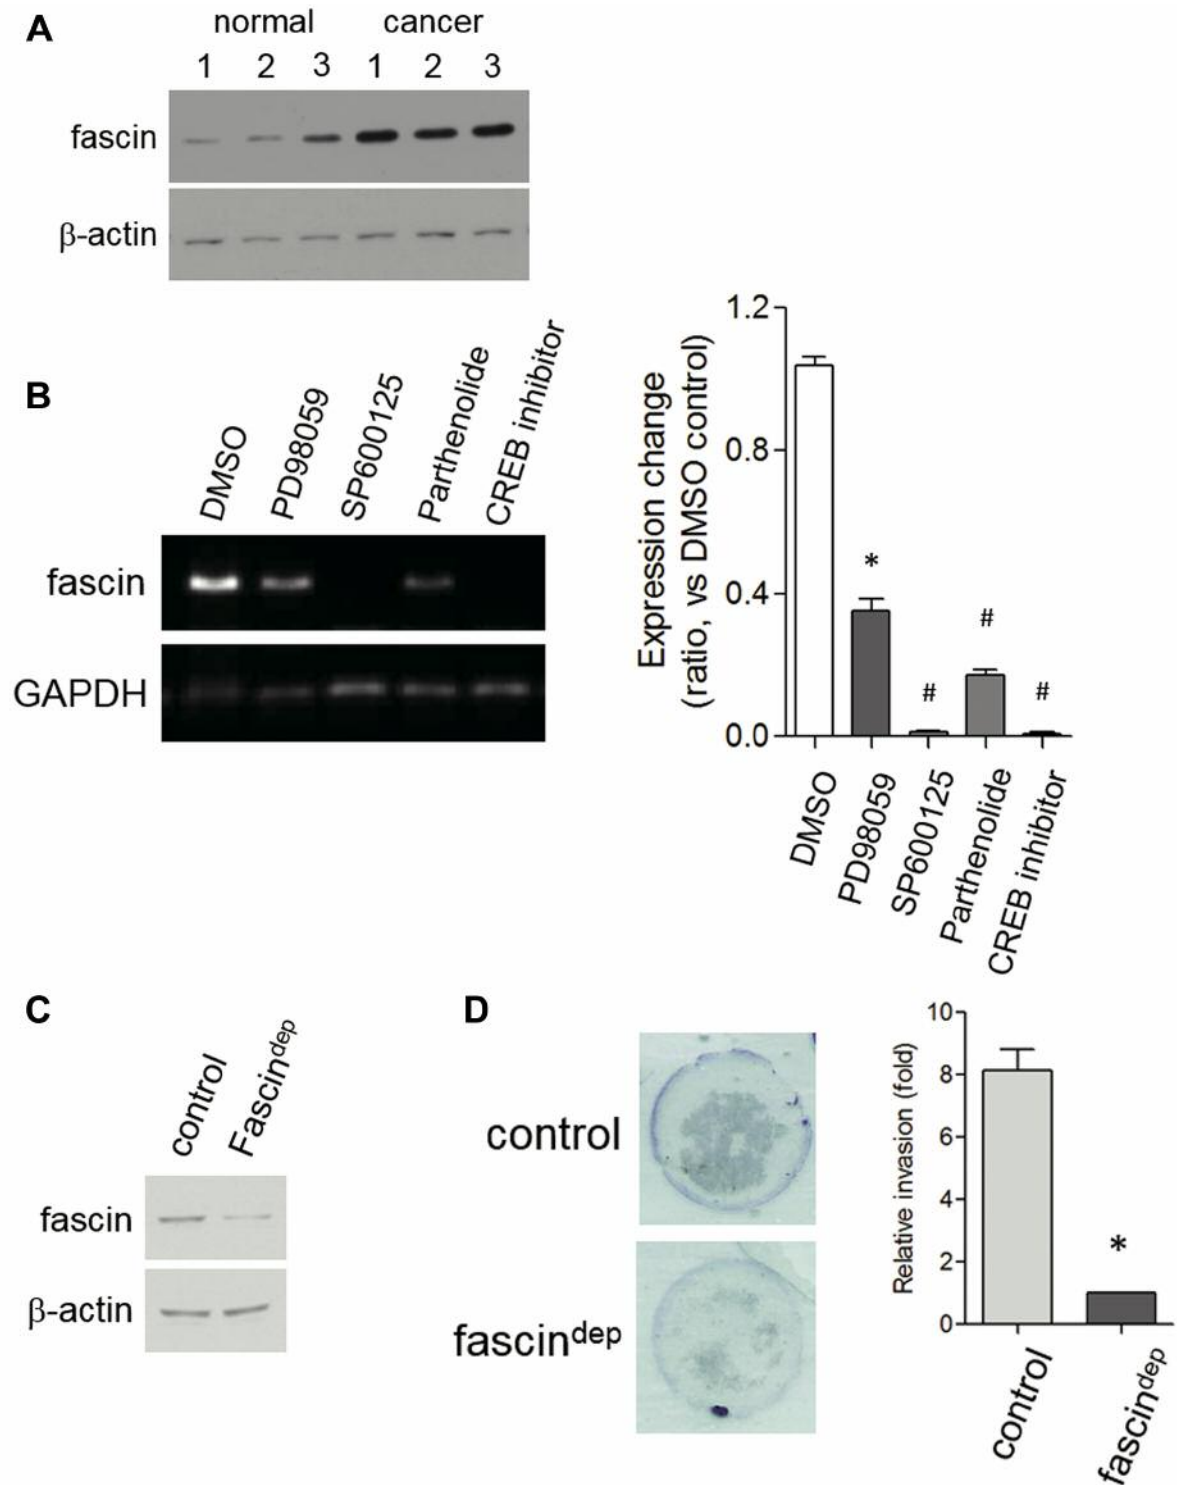 A
normal cancer
1 2 3 1 2 3
fascin
β-actin
B
DMSO
PD98059
SP600125
Parthenolide
CREB inhibitor
fascin
GAPDH
Expression change
(ratio, vs DMSO control)
1.2
0.8
0.4
0.0
*
#
#
#
DMSO
PD98059
SP600125
Parthenolide
CREB inhibitor
C
control
Fascindep
fascin
β-actin
D
control
fascindep
Relative invasion (fold)
10
8
6
4
2
0
*
control
fascindep